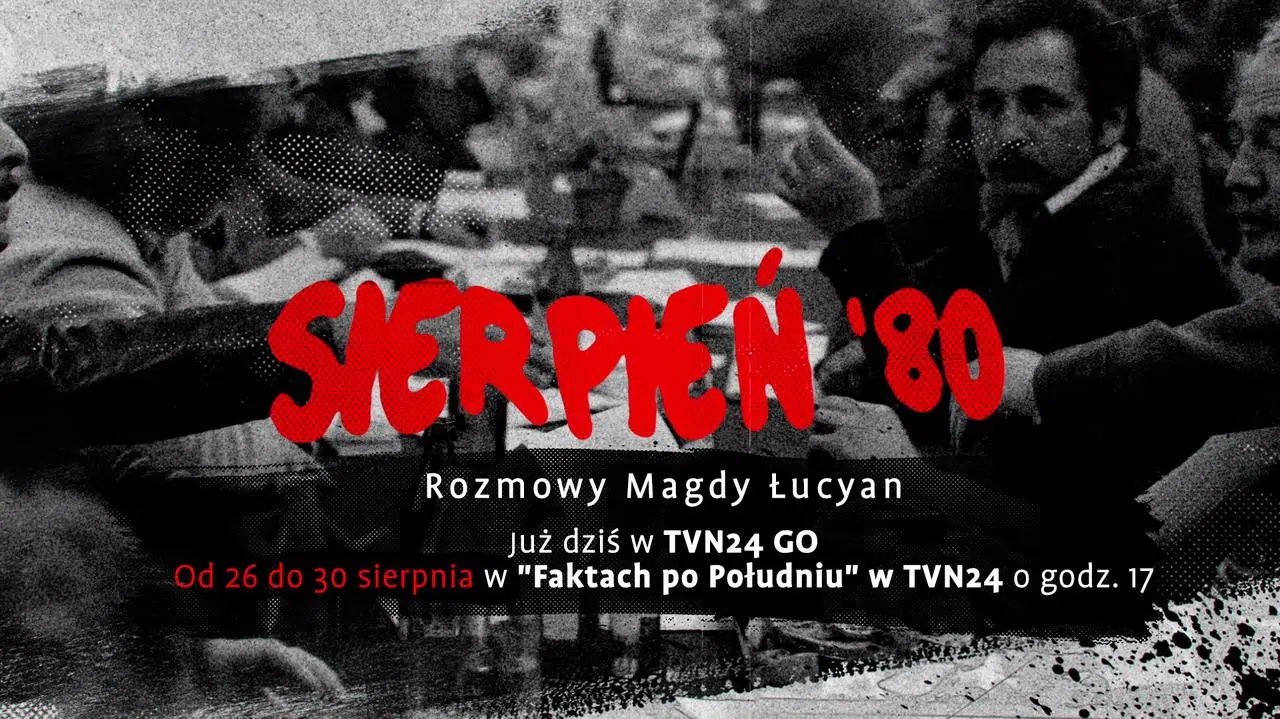 SIERPIEŃ '80
Rozmowy Magdy Łucyan
Już dziś w TVN24 GO
Od 26 do 30 sierpnia w "Faktach po Południu" w TVN24 o godz. 17